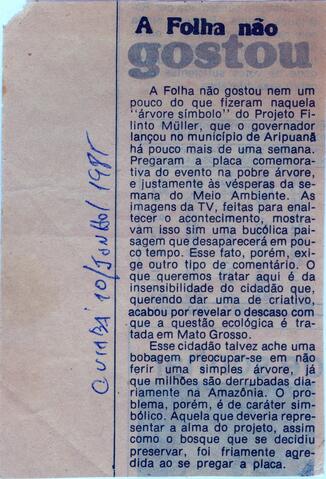 A Folha não
gostou
A Folha não gostou nem um
pouco do que fizeram naquela
"árvore símbolo" do Projeto Fi-
linto Müller, que o governador
lançou no município de Aripuanã
há pouco mais de uma semana.
Pregaram a placa comemora-
tiva do evento na pobre árvore,
e justamente às vésperas da se-
mana do Meio Ambiente. As
imagens da TV, feitas para enal-
tecer o acontecimento, mostra-
vam isso sim uma bucólica pai-
sagem que desaparecerá em
pouco tempo. Esse fato, porém, exi-
ge outro tipo de comentário. O
que queremos tratar aqui é da
insensibilidade do cidadão que,
querendo dar uma de criativo,
acabou por revelar o descaso com
que a questão ecológica é tra-
tada em Mato Grosso.
Esse cidadão talvez ache uma
bobagem preocupar-se em não
ferir uma simples árvore, já
que milhões são derrubadas dia-
riamente na Amazônia. O pro-
blema, porém, é de caráter sim-
bólico. Aquela que deveria repre-
sentar a alma do projeto, assim
como o bosque que se decidiu
preservar, foi friamente agre-
dida ao se pregar a placa.
Cuiabá 10/Junho/1985